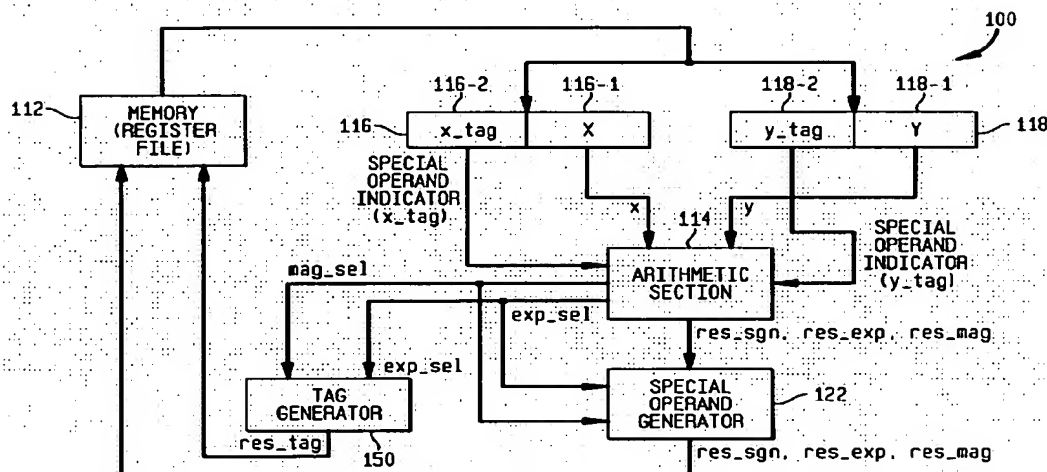 100
116-2
116-1
118-2
118-1
112
MEMORY
(REGISTER
FILE)
116
x_tag
X
y_tag
Y
118
SPECIAL
OPERAND
INDICATOR
(x_tag)
x
y
114
SPECIAL
OPERAND
INDICATOR
(y_tag)
ARITHMETIC
SECTION
mag_sel
exp_sel
res_sgn, res_exp, res_mag
exp_sel
TAG
GENERATOR
SPECIAL
OPERAND
GENERATOR
122
res_tag
150
res_sgn, res_exp, res_mag